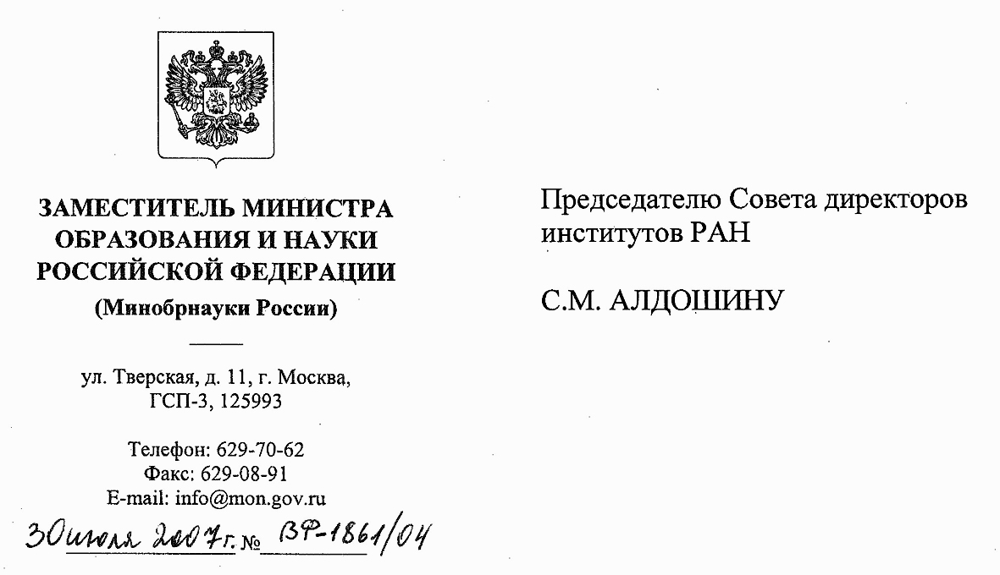 ЗАМЕСТИТЕЛЬ МИНИСТРА
ОБРАЗОВАНИЯ И НАУКИ
РОССИЙСКОЙ ФЕДЕРАЦИИ
(Минобрнауки России)
ул. Тверская, д. 11, г. Москва,
ГСП-3, 125993
Телефон: 629-70-62
Факс: 629-08-91
E-mail: info@mon.gov.ru
30 июля 2007 г. № ВФ-1861/04
Председателю Совета директоров
институтов РАН
С.М. АЛДОШИНУ